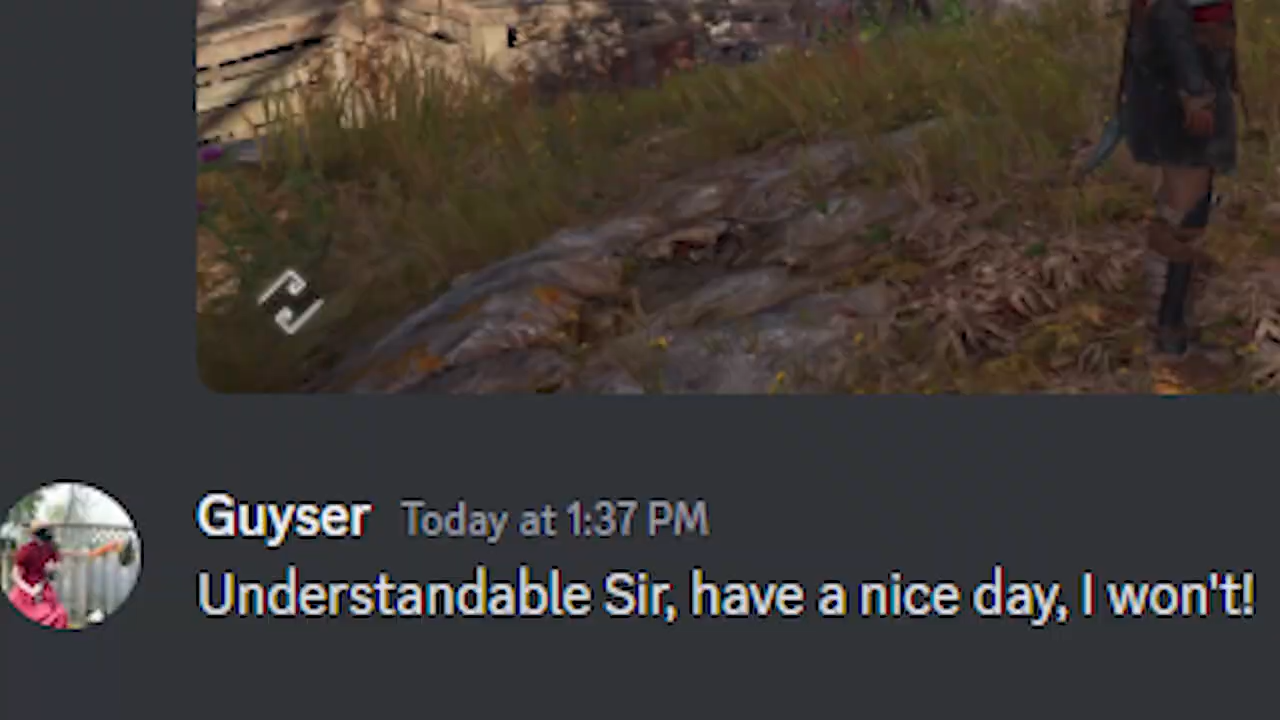 Guyser Today at 1:37 PM
Understandable Sir, have a nice day, I won't!